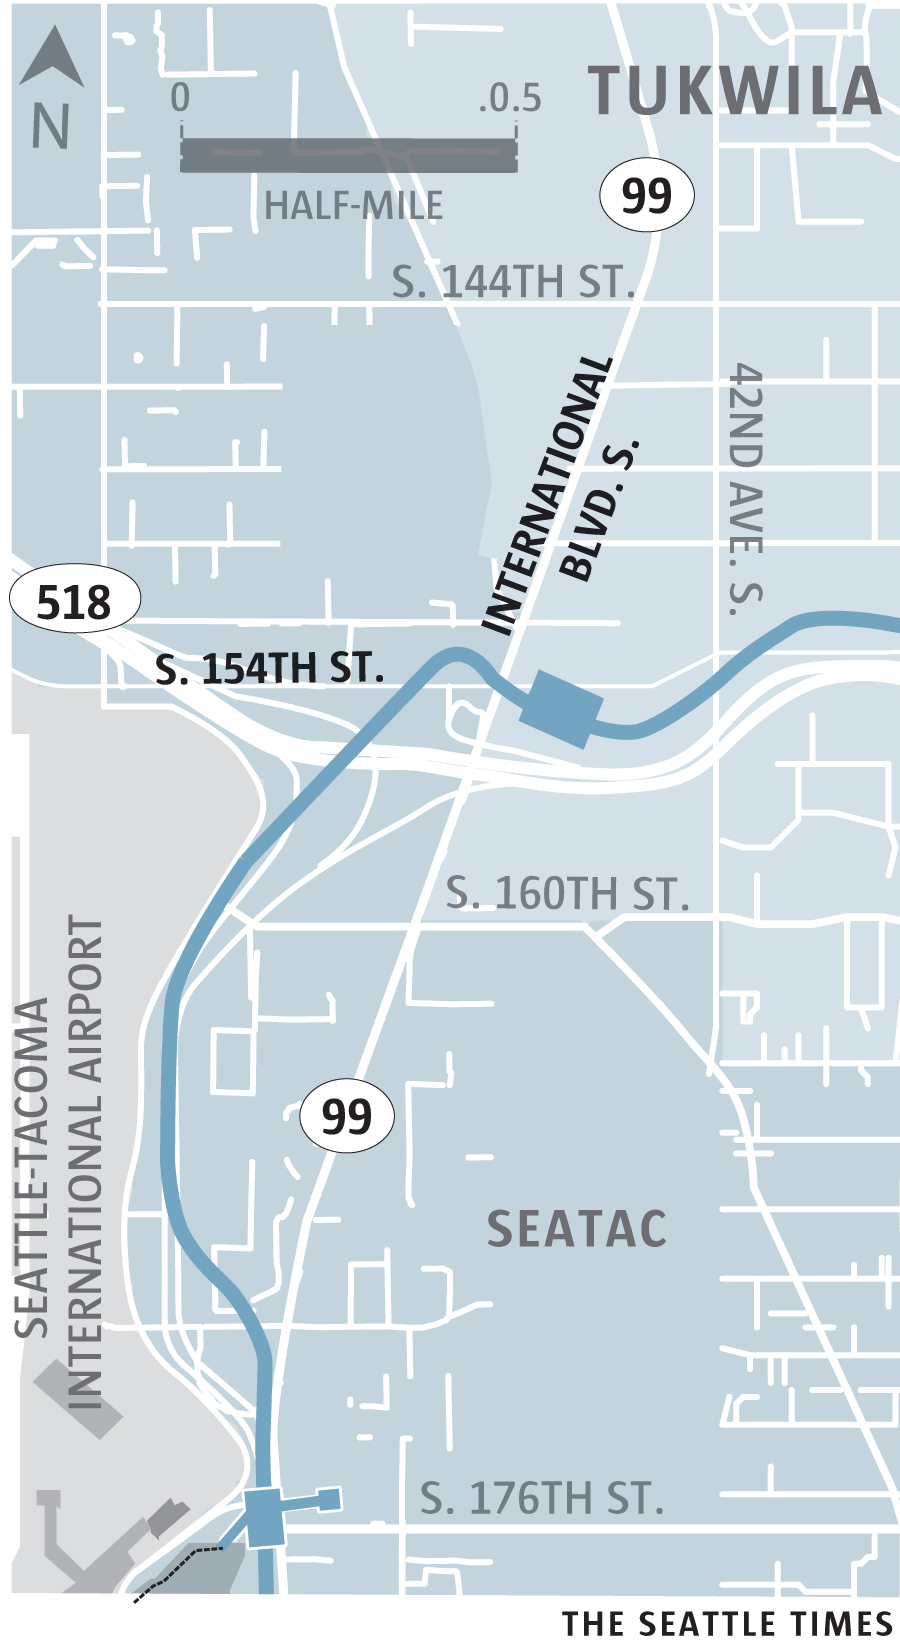 TUKWILA
N
0
.0.5
HALF-MILE
99
S. 144TH ST.
INTERNATIONAL
BLVD. S.
42ND AVE. S.
518
S. 154TH ST.
S. 160TH ST.
SEATTLE-TACOMA
INTERNATIONAL AIRPORT
99
SEATAC
S. 176TH ST.
THE SEATTLE TIMES